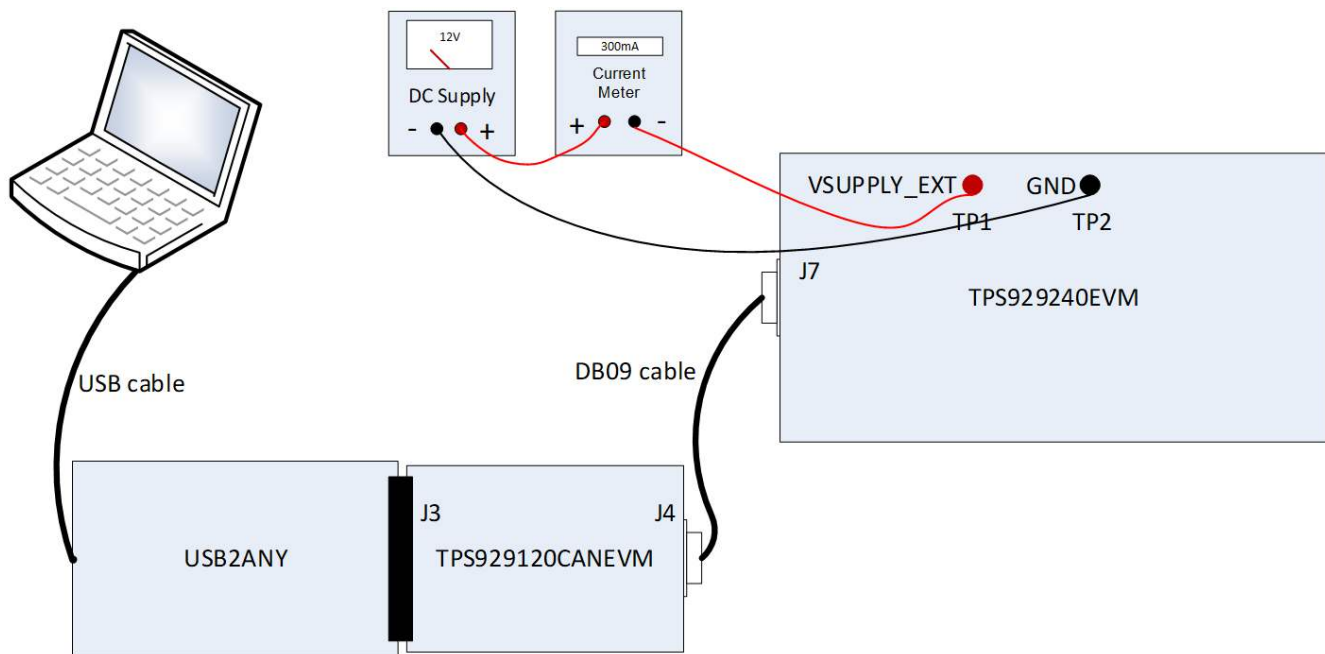 12V
DC Supply
- +
300mA
Current
Meter
+ -
VSUPPLY_EXT GND
TP1 TP2
J7
TPS929240EVM
USB cable
DB09 cable
J3 J4
USB2ANY TPS929120CANEVM